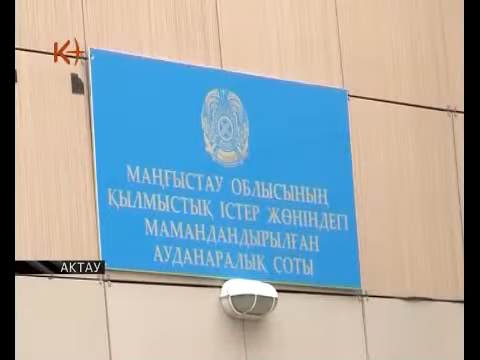 K+
МАҢҒЫСТАУ ОБЛЫСЫНЫҢ
ҚЫЛМЫСТЫҚ ІСТЕР ЖӨНІНДЕГІ
МАМАНДАНДЫРЫЛҒАН
АУДАНАРАЛЫҚ СОТЫ
АКТАУ